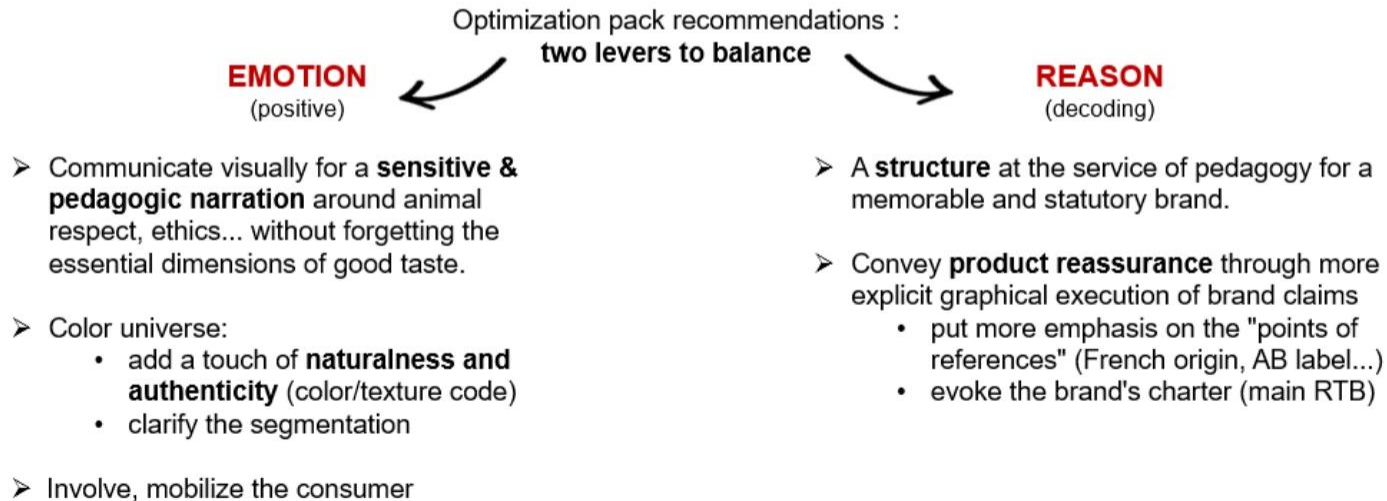 Optimization pack recommendations :
two levers to balance
EMOTION
(positive)
➢ Communicate visually for a sensitive &
pedagogic narration around animal
respect, ethics... without forgetting the
essential dimensions of good taste.
➢ Color universe:
• add a touch of naturalness and
authenticity (color/texture code)
• clarify the segmentation
➢ Involve, mobilize the consumer
REASON
(decoding)
➢ A structure at the service of pedagogy for a
memorable and statutory brand.
➢ Convey product reassurance through more
explicit graphical execution of brand claims
• put more emphasis on the "points of
references" (French origin, AB label...)
• evoke the brand's charter (main RTB)